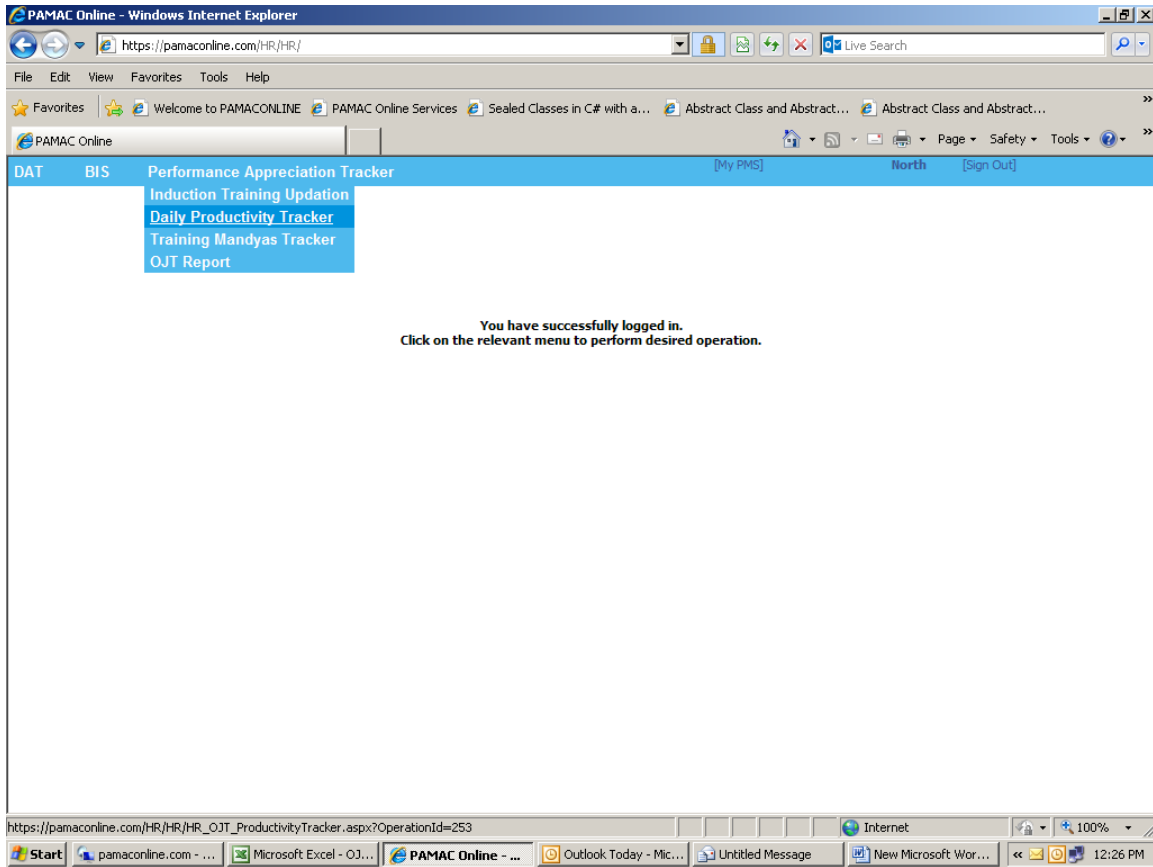 PAMAC Online - Windows Internet Explorer
https://pamaconline.com/HR/HR/
Live Search
File Edit View Favorites Tools Help
Favorites Welcome to PAMACONLINE PAMAC Online Services Sealed Classes in C# with a... Abstract Class and Abstract... Abstract Class and Abstract... »
PAMAC Online
Page Safety Tools »
DAT BIS Performance Appreciation Tracker [My PMS] North [Sign Out]
Induction Training Updation
Daily Productivity Tracker
Training Mandyas Tracker
OJT Report
You have successfully logged in.
Click on the relevant menu to perform desired operation.
https://pamaconline.com/HR/HR/HR_OJT_ProductivityTracker.aspx?OperationId=253 Internet 100%
Start pamaconline.com - ... Microsoft Excel - OJ... PAMAC Online - ... Outlook Today - Mic... Untitled Message New Microsoft Wor... « 12:26 PM